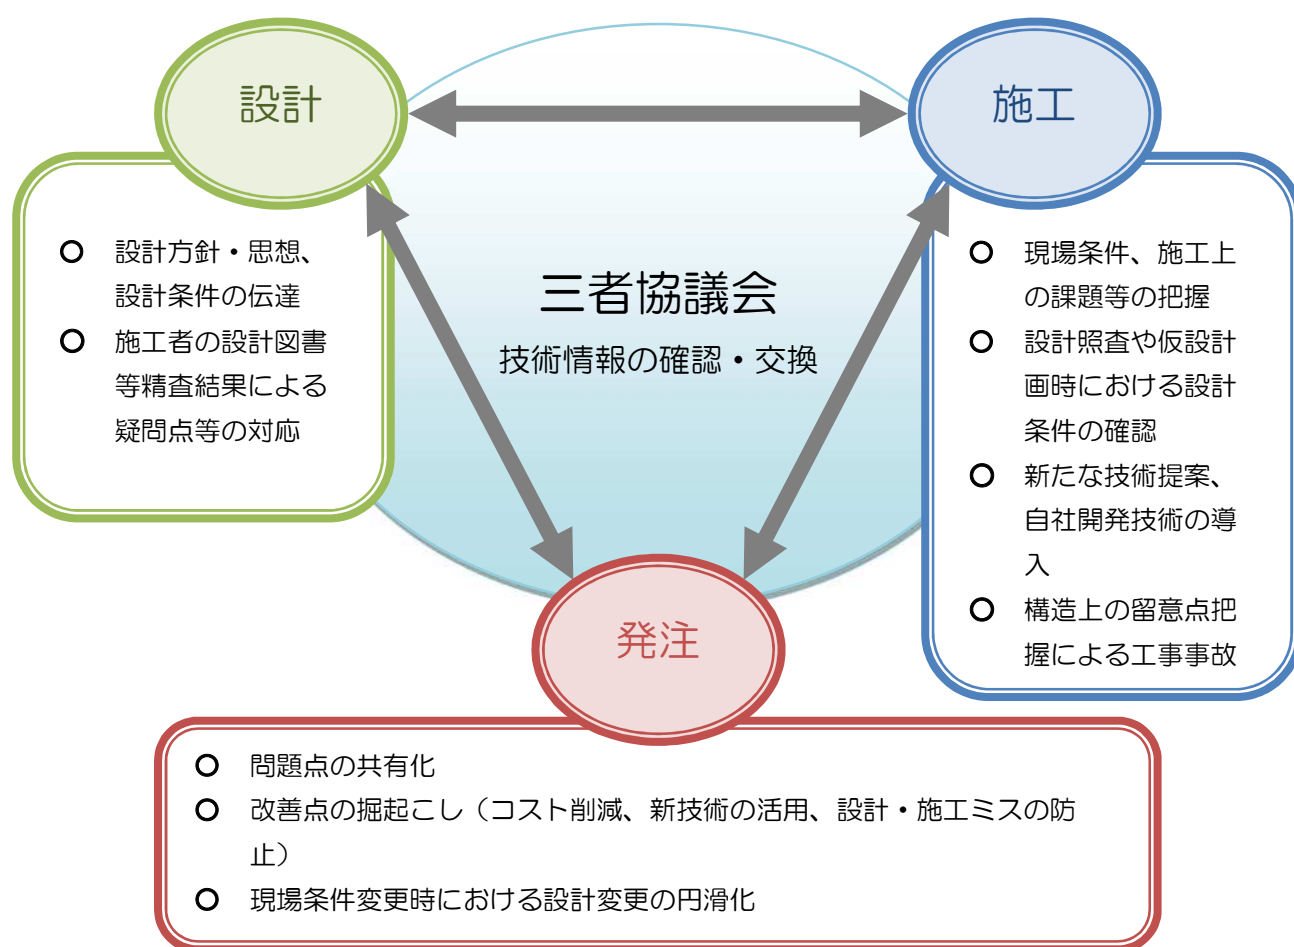 設計
施工
設計方針・思想、
設計条件の伝達
施工者の設計図書
等精査結果による
疑問点等の対応
三者協議会
技術情報の確認・交換
現場条件、施工上
の課題等の把握
設計照査や仮設計
画時における設計
条件の確認
新たな技術提案、
自社開発技術の導
入
構造上の留意点把
握による工事事故
発注
問題点の共有化
改善点の掘起こし（コスト削減、新技術の活用、設計・施工ミスの防
止）
現場条件変更時における設計変更の円滑化